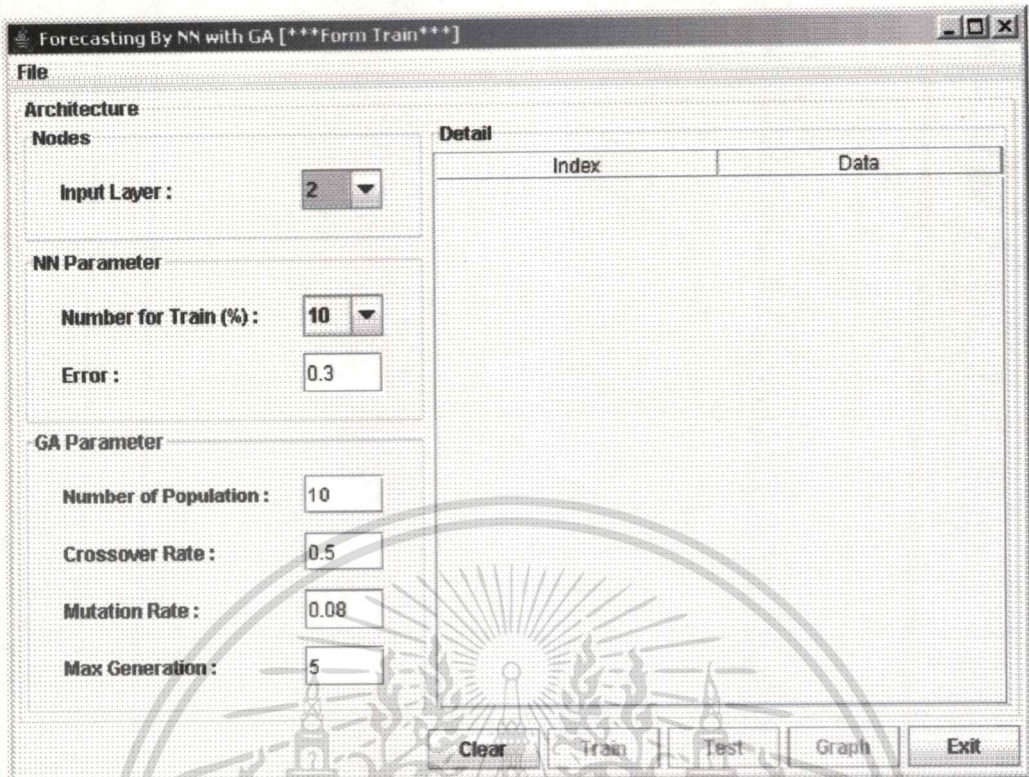 Forecasting By NN with GA [***Form Train***]
File
Architecture
Nodes
Input Layer : 2
NN Parameter
Number for Train (%) : 10
Error : 0.3
GA Parameter
Number of Population : 10
Crossover Rate : 0.5
Mutation Rate : 0.08
Max Generation : 5
Detail
Index Data
Clear Train Test Graph Exit